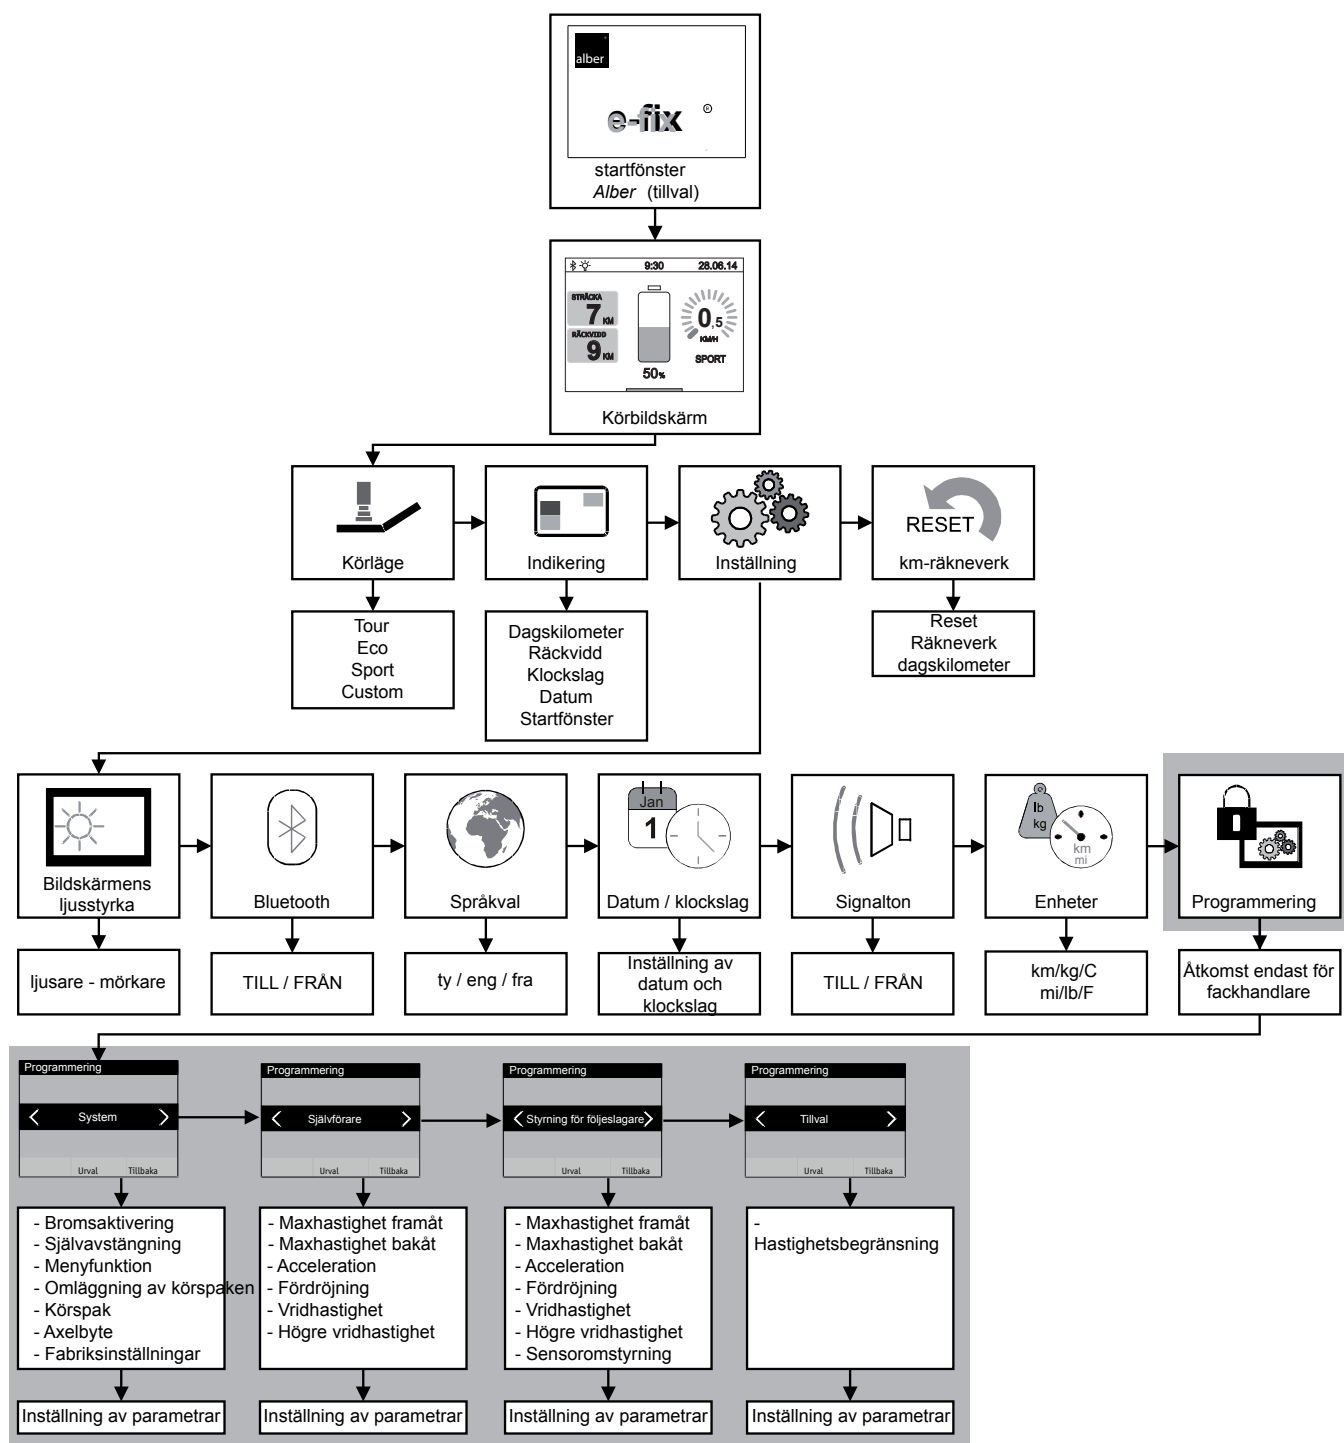 alber
e-fix ®
startfönster
Alber (tillval)
9:30 28.06.14
STRÄCKA
7 KM
RÄCKVIDD
9 KM
0,5
KM/H
SPORT
50%
Körbildskärm
Körläge
Indikering
Inställning
RESET
km-räkneverk
Tour
Eco
Sport
Custom
Dagskilometer
Räckvidd
Klockslag
Datum
Startfönster
Reset
Räkneverk
dagskilometer
Bildskärmens
ljusstyrka
Bluetooth
Språkval
Jan
1
Datum / klockslag
Signalton
lb
kg
km
mi
Enheter
Programmering
ljusare - mörkare
TILL / FRÅN
ty / eng / fra
Inställning av
datum och
klockslag
TILL / FRÅN
km/kg/C
mi/lb/F
Åtkomst endast för
fackhandlare
Programmering
System
Urval Tillbaka
Programmering
Självförare
Urval Tillbaka
Programmering
Styrning för följeslagare
Urval Tillbaka
Programmering
Tillval
Urval Tillbaka
- Bromsaktivering
- Självavstängning
- Menyfunktion
- Omläggning av körspaken
- Körspak
- Axelbyte
- Fabriksinställningar
- Maxhastighet framåt
- Maxhastighet bakåt
- Acceleration
- Fördröjning
- Vridhastighet
- Högre vridhastighet
- Maxhastighet framåt
- Maxhastighet bakåt
- Acceleration
- Fördröjning
- Vridhastighet
- Högre vridhastighet
- Sensoromstyrning
-
Hastighetsbegränsning
Inställning av parametrar
Inställning av parametrar
Inställning av parametrar
Inställning av parametrar